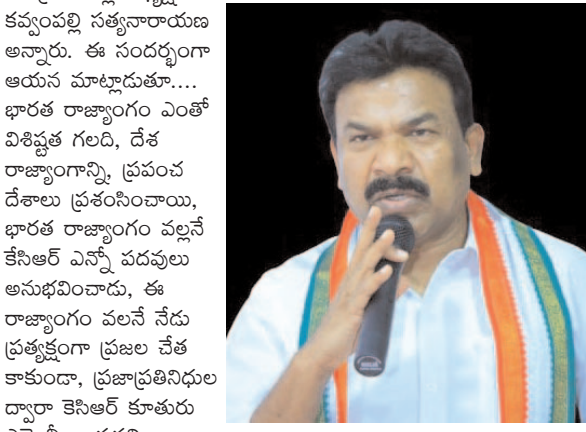 కవ్వంపల్లి సత్యనారాయణ
అన్నారు. ఈ సందర్భంగా
ఆయన మాట్లాడుతూ....
భారత రాజ్యాంగం ఎంతో
విశిష్టత గలది, దేశ
రాజ్యాంగాన్ని, ప్రపంచ
దేశాలు ప్రశంసించాయి,
భారత రాజ్యాంగం వల్లనే
కేసిఆర్ ఎన్నో పదవులు
అనుభవించాడు, ఈ
రాజ్యాంగం వలనే నేడు
ప్రత్యక్షంగా ప్రజల చేత
కాకుండా, ప్రజాప్రతినిధుల
ద్వారా కెసిఆర్ కూతురు